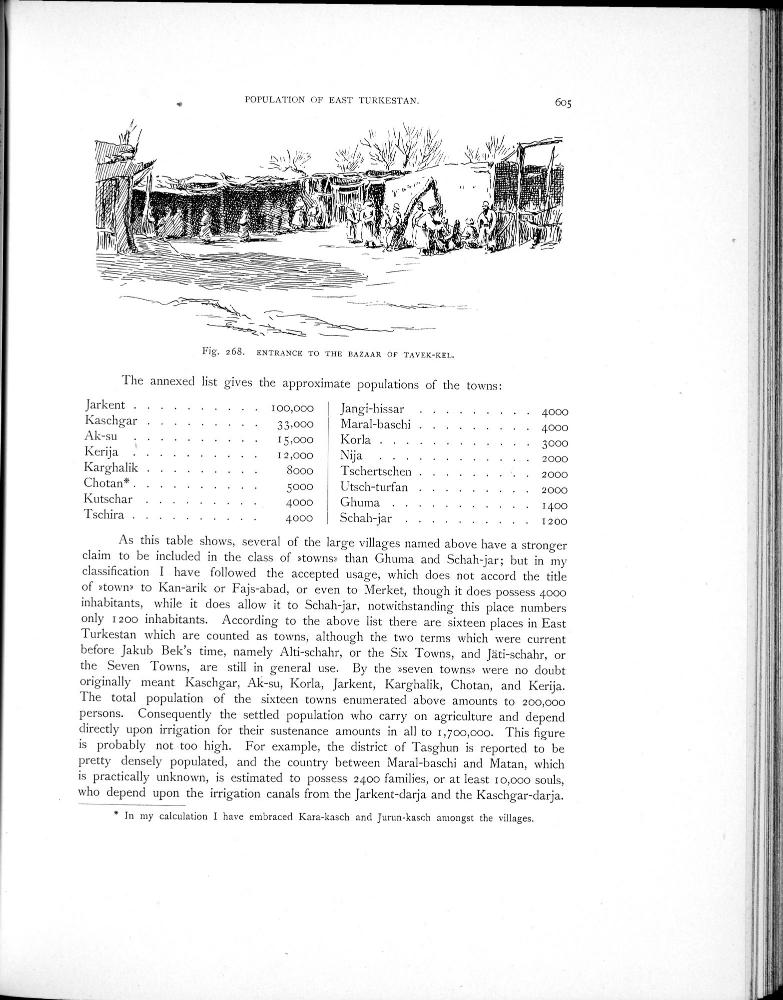 POPULATION OF EAST TURKESTAN. 605
Fig. 268. ENTRANCE TO THE BAZAAR OF TAVEK-KEL.
The annexed list gives the approximate populations of the towns:
Jarkent . . . . . . . . . . 100,000
Kaschgar . . . . . . . . . 33,000
Ak-su . . . . . . . . . . 15,000
Kerija . . . . . . . . . . 12,000
Karghalik . . . . . . . . . 8000
Chotan* . . . . . . . . . . 5000
Kutschar . . . . . . . . . 4000
Tschira . . . . . . . . . . 4000
Jangi-hissar . . . . . . . . . 4000
Maral-baschi . . . . . . . . . 4000
Korla . . . . . . . . . . . 3000
Nija . . . . . . . . . . . 2000
Tschertschen . . . . . . . . . 2000
Utsch-turfan . . . . . . . . . 2000
Ghuma . . . . . . . . . . 1400
Schah-jar . . . . . . . . . . 1200
As this table shows, several of the large villages named above have a stronger
claim to be included in the class of »towns» than Ghuma and Schah-jar; but in my
classification I have followed the accepted usage, which does not accord the title
of »town» to Kan-arik or Fajs-abad, or even to Merket, though it does possess 4000
inhabitants, while it does allow it to Schah-jar, notwithstanding this place numbers
only 1200 inhabitants. According to the above list there are sixteen places in East
Turkestan which are counted as towns, although the two terms which were current
before Jakub Bek's time, namely Alti-schahr, or the Six Towns, and Jäti-schahr, or
the Seven Towns, are still in general use. By the »seven towns» were no doubt
originally meant Kaschgar, Ak-su, Korla, Jarkent, Karghalik, Chotan, and Kerija.
The total population of the sixteen towns enumerated above amounts to 200,000
persons. Consequently the settled population who carry on agriculture and depend
directly upon irrigation for their sustenance amounts in all to 1,700,000. This figure
is probably not too high. For example, the district of Tasghun is reported to be
pretty densely populated, and the country between Maral-baschi and Matan, which
is practically unknown, is estimated to possess 2400 families, or at least 10,000 souls,
who depend upon the irrigation canals from the Jarkent-darja and the Kaschgar-darja.
* In my calculation I have embraced Kara-kasch and Jurun-kasch amongst the villages.